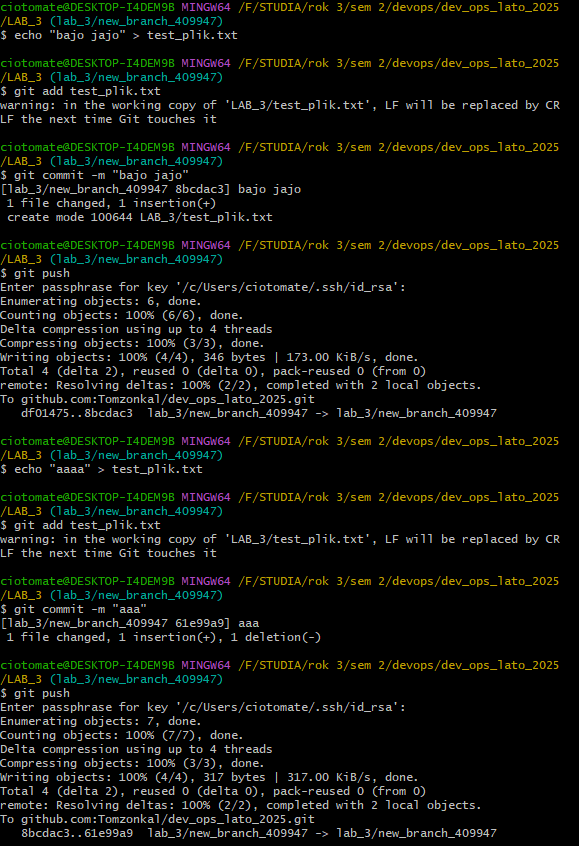 ciotomate@DESKTOP-I4DEM9B MINGW64 /F/STUDIA/rok 3/sem 2/devops/dev_ops_lato_2025
/LAB_3 (lab_3/new_branch_409947)
$ echo "bajo jajo" > test_plik.txt
ciotomate@DESKTOP-I4DEM9B MINGW64 /F/STUDIA/rok 3/sem 2/devops/dev_ops_lato_2025
/LAB_3 (lab_3/new_branch_409947)
$ git add test_plik.txt
warning: in the working copy of 'LAB_3/test_plik.txt', LF will be replaced by CR
LF the next time Git touches it
ciotomate@DESKTOP-I4DEM9B MINGW64 /F/STUDIA/rok 3/sem 2/devops/dev_ops_lato_2025
/LAB_3 (lab_3/new_branch_409947)
$ git commit -m "bajo jajo"
[lab_3/new_branch_409947 8bcdac3] bajo jajo
 1 file changed, 1 insertion(+)
 create mode 100644 LAB_3/test_plik.txt
ciotomate@DESKTOP-I4DEM9B MINGW64 /F/STUDIA/rok 3/sem 2/devops/dev_ops_lato_2025
/LAB_3 (lab_3/new_branch_409947)
$ git push
Enter passphrase for key '/c/Users/ciotomate/.ssh/id_rsa':
Enumerating objects: 6, done.
Counting objects: 100% (6/6), done.
Delta compression using up to 4 threads
Compressing objects: 100% (3/3), done.
Writing objects: 100% (4/4), 346 bytes | 173.00 KiB/s, done.
Total 4 (delta 2), reused 0 (delta 0), pack-reused 0 (from 0)
remote: Resolving deltas: 100% (2/2), completed with 2 local objects.
To github.com:Tomzonkal/dev_ops_lato_2025.git
   df01475..8bcdac3  lab_3/new_branch_409947 -> lab_3/new_branch_409947
ciotomate@DESKTOP-I4DEM9B MINGW64 /F/STUDIA/rok 3/sem 2/devops/dev_ops_lato_2025
/LAB_3 (lab_3/new_branch_409947)
$ echo "aaaa" > test_plik.txt
ciotomate@DESKTOP-I4DEM9B MINGW64 /F/STUDIA/rok 3/sem 2/devops/dev_ops_lato_2025
/LAB_3 (lab_3/new_branch_409947)
$ git add test_plik.txt
warning: in the working copy of 'LAB_3/test_plik.txt', LF will be replaced by CR
LF the next time Git touches it
ciotomate@DESKTOP-I4DEM9B MINGW64 /F/STUDIA/rok 3/sem 2/devops/dev_ops_lato_2025
/LAB_3 (lab_3/new_branch_409947)
$ git commit -m "aaa"
[lab_3/new_branch_409947 61e99a9] aaa
 1 file changed, 1 insertion(+), 1 deletion(-)
ciotomate@DESKTOP-I4DEM9B MINGW64 /F/STUDIA/rok 3/sem 2/devops/dev_ops_lato_2025
/LAB_3 (lab_3/new_branch_409947)
$ git push
Enter passphrase for key '/c/Users/ciotomate/.ssh/id_rsa':
Enumerating objects: 7, done.
Counting objects: 100% (7/7), done.
Delta compression using up to 4 threads
Compressing objects: 100% (3/3), done.
Writing objects: 100% (4/4), 317 bytes | 317.00 KiB/s, done.
Total 4 (delta 2), reused 0 (delta 0), pack-reused 0 (from 0)
remote: Resolving deltas: 100% (2/2), completed with 2 local objects.
To github.com:Tomzonkal/dev_ops_lato_2025.git
   8bcdac3..61e99a9  lab_3/new_branch_409947 -> lab_3/new_branch_409947